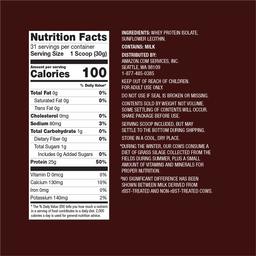 Nutrition Facts
31 servings per container
Serving Size 1 Scoop (30g)
Amount per serving
Calories 100
% Daily Value*
Total Fat 0g 0%
Saturated Fat 0g 0%
Trans Fat 0g
Cholesterol 0mg 0%
Sodium 80mg 3%
Total Carbohydrate 1g 0%
Dietary Fiber 0g 0%
Total Sugars 0g
Includes 0g Added Sugars 0%
Protein 25g 50%
Vitamin D 0mcg 0%
Calcium 130mg 10%
Iron 0mg 0%
Potassium 140mg 2%
* The % Daily Value (DV) tells you how much a nutrient
in a serving of food contributes to a daily diet. 2,000
calories a day is used for general nutrition advice.
INGREDIENTS: WHEY PROTEIN ISOLATE,
SUNFLOWER LECITHIN.
CONTAINS: MILK
DISTRIBUTED BY:
AMAZON.COM SERVICES, INC.
SEATTLE, WA 98109
1-877-485-0385
KEEP OUT OF REACH OF CHILDREN.
FOR ADULT USE ONLY.
DO NOT USE IF SEAL IS BROKEN OR MISSING.
CONTENTS SOLD BY WEIGHT NOT VOLUME.
SOME SETTLING OF CONTENTS WILL OCCUR.
SHAKE PACKAGE BEFORE USE.
SERVING SCOOP INCLUDED, BUT MAY
SETTLE TO THE BOTTOM DURING SHIPPING.
STORE IN A COOL, DRY PLACE.
*DURING THE WINTER, OUR COWS CONSUME A
DIET OF GRASS SILAGE COLLECTED FROM THE
FIELDS DURING SUMMER, PLUS A SMALL
AMOUNT OF VITAMINS AND MINERALS FOR
PROPER NUTRITION.
*NO SIGNIFICANT DIFFERENCE HAS BEEN
SHOWN BETWEEN MILK DERIVED FROM
rBST-TREATED AND NON-rBST-TREATED COWS.